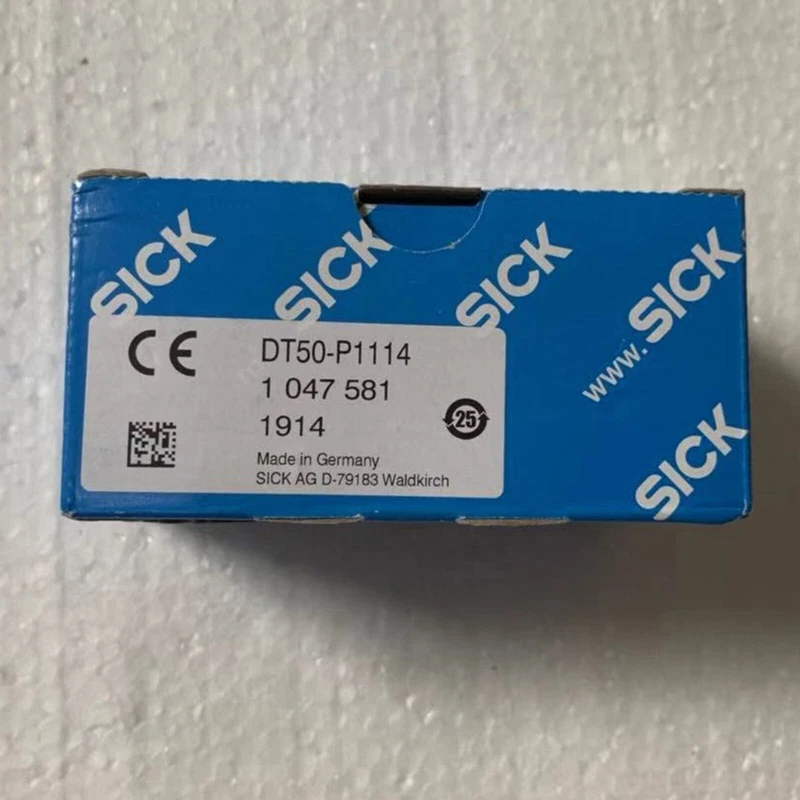 SICK
SICK
SICK
www.SICK
SICK
CE
DT50-P1114
1 047 581
1914
25
Made in Germany
SICK AG D-79183 Waldkirch